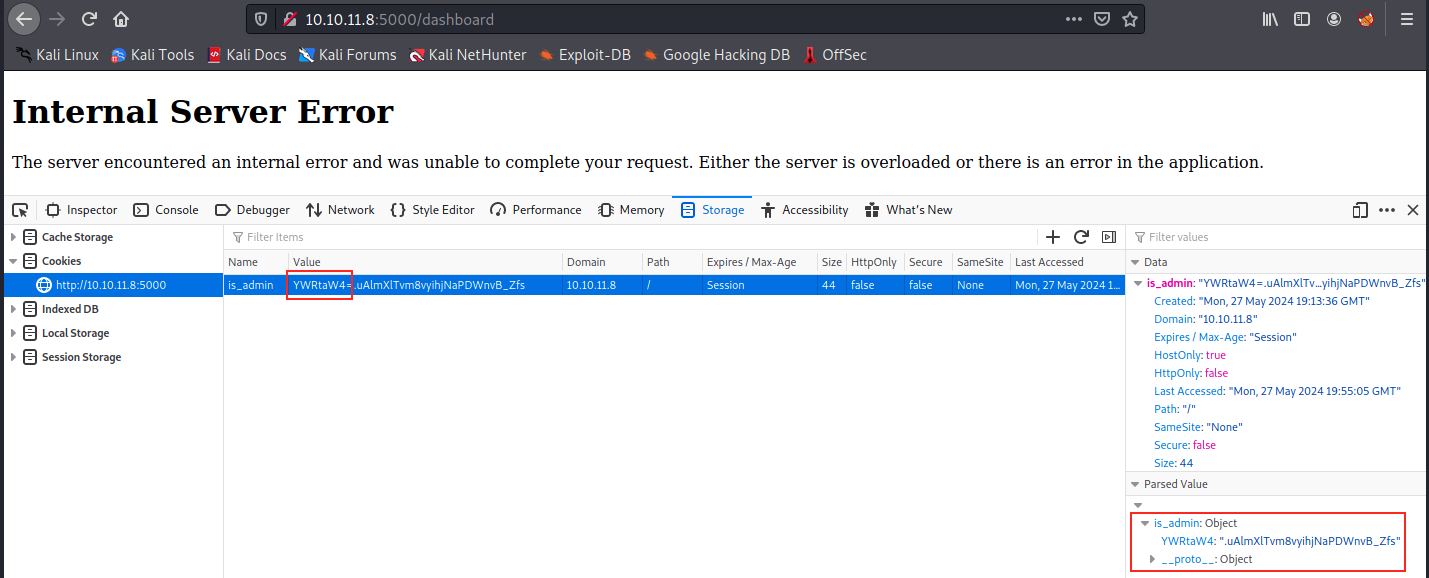 10.10.11.8:5000/dashboard
Kali Linux Kali Tools Kali Docs Kali Forums Kali NetHunter Exploit-DB Google Hacking DB OffSec
Internal Server Error
The server encountered an internal error and was unable to complete your request. Either the server is overloaded or there is an error in the application.
Inspector Console Debugger Network Style Editor Performance Memory Storage Accessibility What's New
Cache Storage
Cookies
http://10.10.11.8:5000
Indexed DB
Local Storage
Session Storage
Filter Items
Name Value Domain Path Expires / Max-Age Size HttpOnly Secure SameSite Last Accessed
is_admin YWRtaW4=.uAlmXlTvm8vyihjNaPDWnvB_Zfs 10.10.11.8 / Session 44 false false None Mon, 27 May 2024 1...
Filter values
Data
is_admin: "YWRtaW4=.uAlmXlTv...yihjNaPDWnvB_Zfs"
Created: "Mon, 27 May 2024 19:13:36 GMT"
Domain: "10.10.11.8"
Expires / Max-Age: "Session"
HostOnly: true
HttpOnly: false
Last Accessed: "Mon, 27 May 2024 19:55:05 GMT"
Path: "/"
SameSite: "None"
Secure: false
Size: 44
Parsed Value
is_admin: Object
YWRtaW4: ".uAlmXlTvm8vyihjNaPDWnvB_Zfs"
__proto__: Object